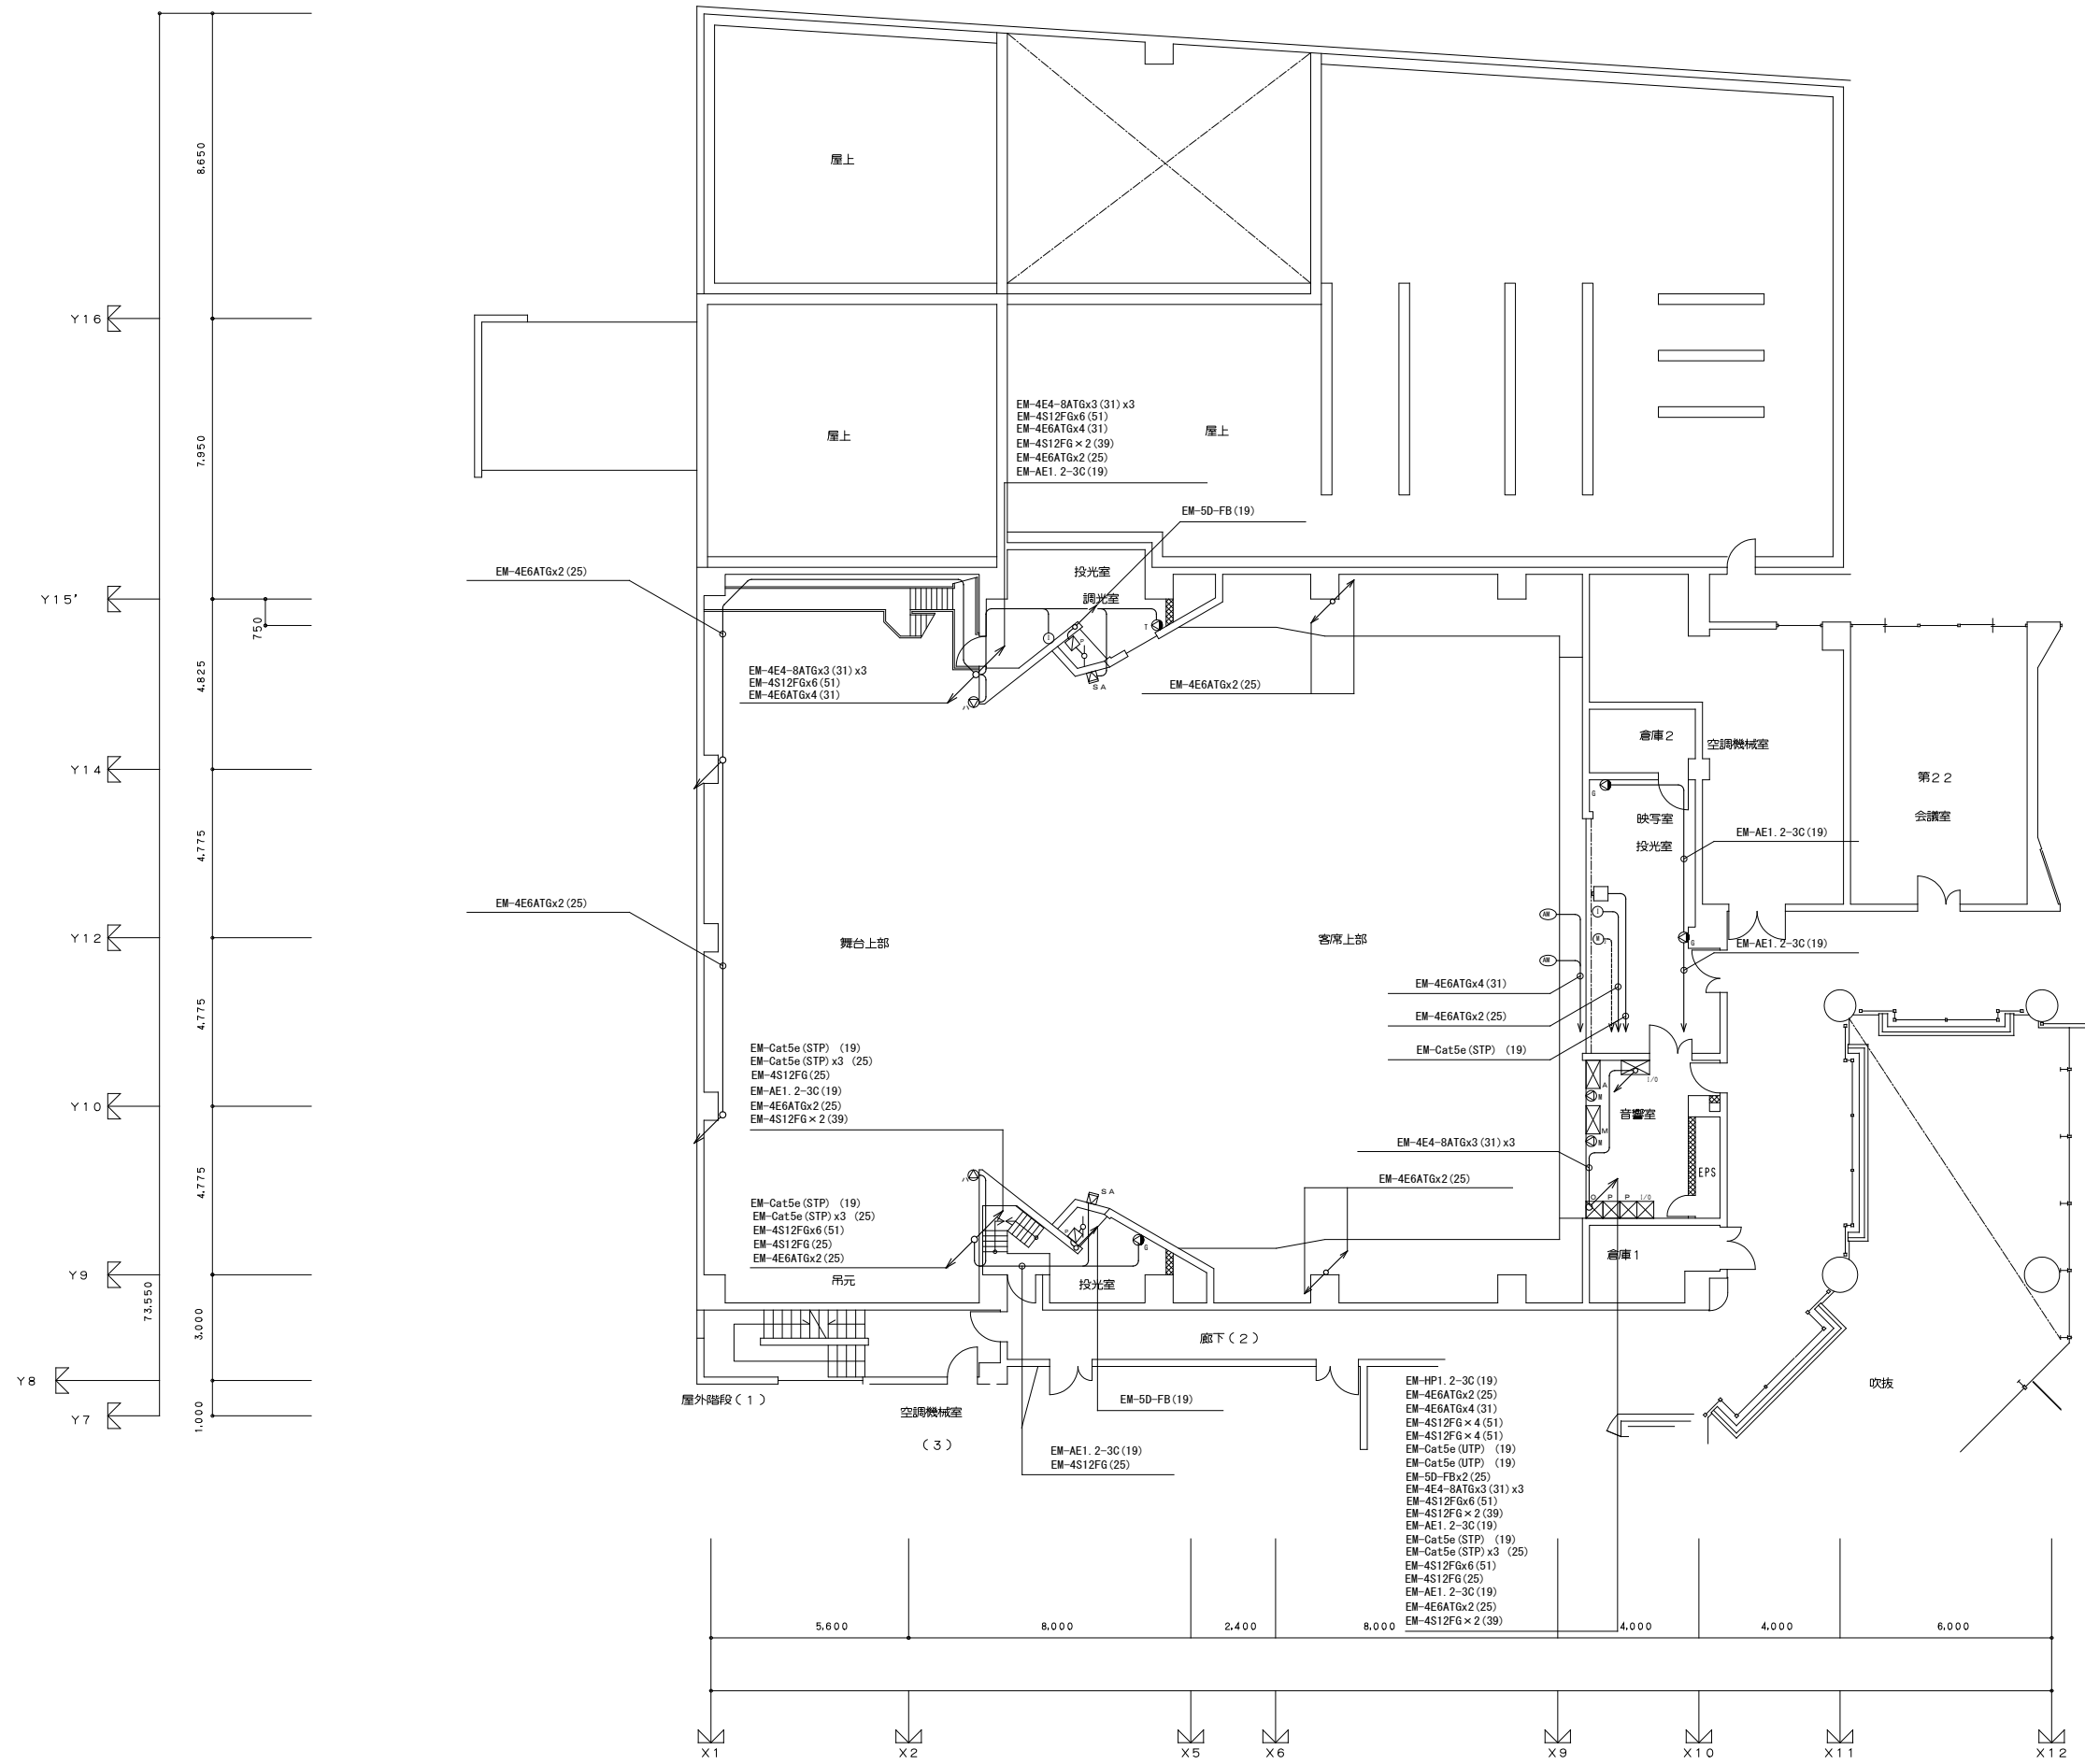 8,650
屋上
Y16
7,950
屋上
屋上
EM-4E4-8ATGx3(31)x3
EM-4S12FGx6(51)
EM-4E6ATGx4(31)
EM-4S12FG×2(39)
EM-4E6ATGx2(25)
EM-AE1.2-3C(19)
EM-5D-FB(19)
EM-4E6ATGx2(25)
投光室
調光室
Y15'
750
T
I
P
SA
4,825
EM-4E4-8ATGx3(31)x3
EM-4S12FGx6(51)
EM-4E6ATGx4(31)
ハ
EM-4E6ATGx2(25)
倉庫2
空調機械室
Y14
第22
会議室
G
映写室
投光室
EM-AE1.2-3C(19)
4,775
EM-4E6ATGx2(25)
AM
I
M
G
Y12
舞台上部
客席上部
EM-AE1.2-3C(19)
AM
EM-4E6ATGx4(31)
4,775
EM-4E6ATGx2(25)
EM-Cat5e(STP) (19)
EM-Cat5e(STP) (19)
EM-Cat5e(STP)x3 (25)
EM-4S12FG(25)
EM-AE1.2-3C(19)
EM-4E6ATGx2(25)
EM-4S12FG×2(39)
I/O
A
M
音響室
M
M
Y10
EM-4E4-8ATGx3(31)x3
EPS
4,775
EM-4E6ATGx2(25)
ハ
SA
EM-Cat5e(STP) (19)
EM-Cat5e(STP)x3 (25)
EM-4S12FGx6(51)
EM-4S12FG(25)
EM-4E6ATGx2(25)
O P P I/O
P
G
倉庫1
Y9
吊元
投光室
73,550
3,000
廊下(2)
Y8
屋外階段(1)
空調機械室
(3)
EM-5D-FB(19)
吹抜
Y7
1,000
EM-AE1.2-3C(19)
EM-4S12FG(25)
EM-HP1.2-3C(19)
EM-4E6ATGx2(25)
EM-4E6ATGx4(31)
EM-4S12FG×4(51)
EM-4S12FG×4(51)
EM-Cat5e(UTP) (19)
EM-Cat5e(UTP) (19)
EM-5D-FBx2(25)
EM-4E4-8ATGx3(31)x3
EM-4S12FGx6(51)
EM-4S12FG×2(39)
EM-AE1.2-3C(19)
EM-Cat5e(STP) (19)
EM-Cat5e(STP)x3 (25)
EM-4S12FGx6(51)
EM-4S12FG(25)
EM-AE1.2-3C(19)
EM-4E6ATGx2(25)
EM-4S12FG×2(39)
5,600 8,000 2,400 8,000 4,000 4,000 6,000
X1 X2 X5 X6 X9 X10 X11 X12